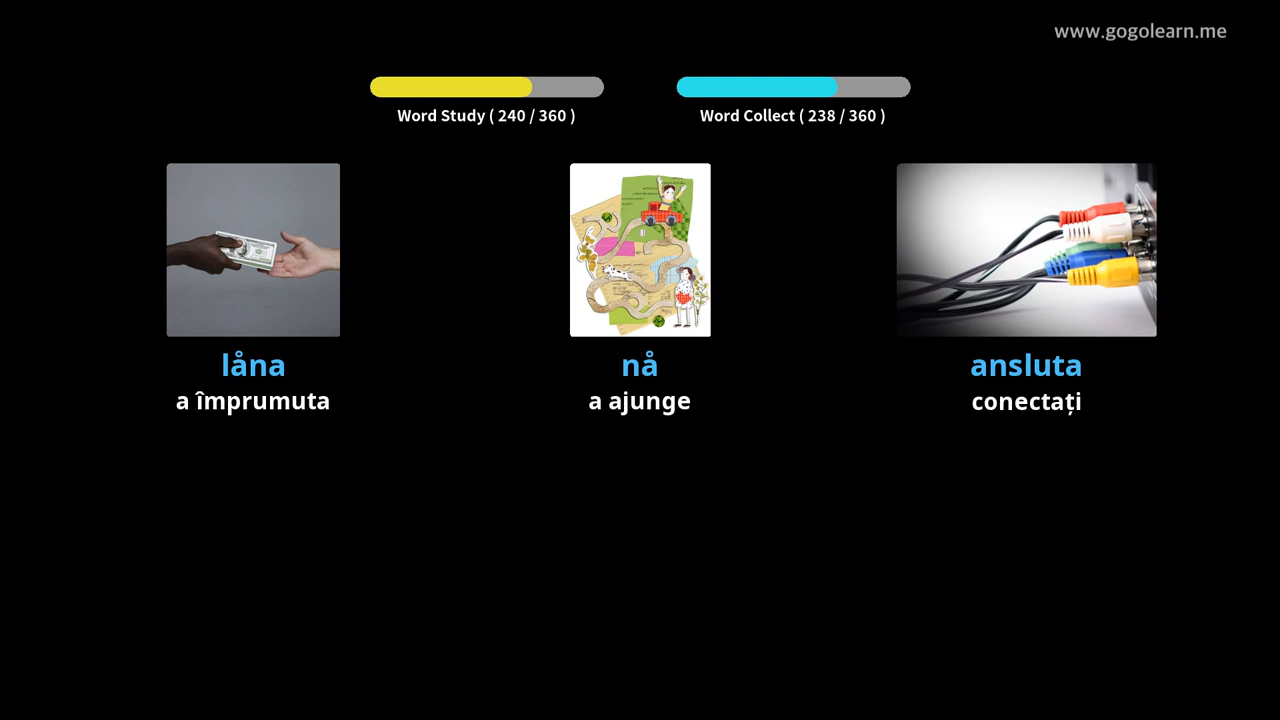 www.gogolearn.me
Word Study ( 240 / 360 )
Word Collect ( 238 / 360 )
låna
a împrumuta
nå
a ajunge
ansluta
conectați